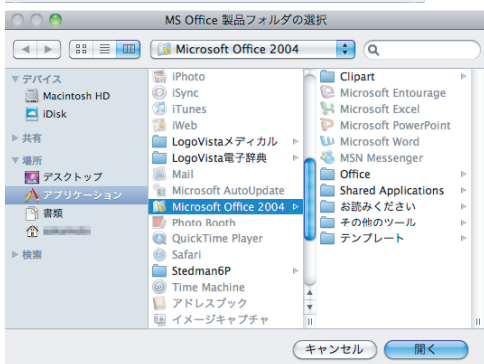 MS Office 製品フォルダの選択
Microsoft Office 2004
デバイス
Macintosh HD
iDisk
共有
場所
デスクトップ
アプリケーション
書類
検索
iPhoto
iSync
iTunes
iWeb
LogoVistaメディカル
LogoVista電子辞典
Mail
Microsoft AutoUpdate
Microsoft Office 2004
Photo Booth
QuickTime Player
Safari
Stedman6P
Time Machine
アドレスブック
イメージキャプチャ
Clipart
Microsoft Entourage
Microsoft Excel
Microsoft PowerPoint
Microsoft Word
MSN Messenger
Office
Shared Applications
お読みください
その他のツール
テンプレート
キャンセル
開く